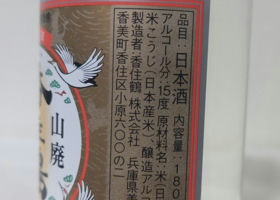 品目：日本酒 内容量：180
アルコール分：15度 原材料名：米（日
米こうじ（日本産米）、醸造アルコ
製造者：香住鶴 株式会社 兵庫県美
香美町香住区小原六〇〇の二
山廃